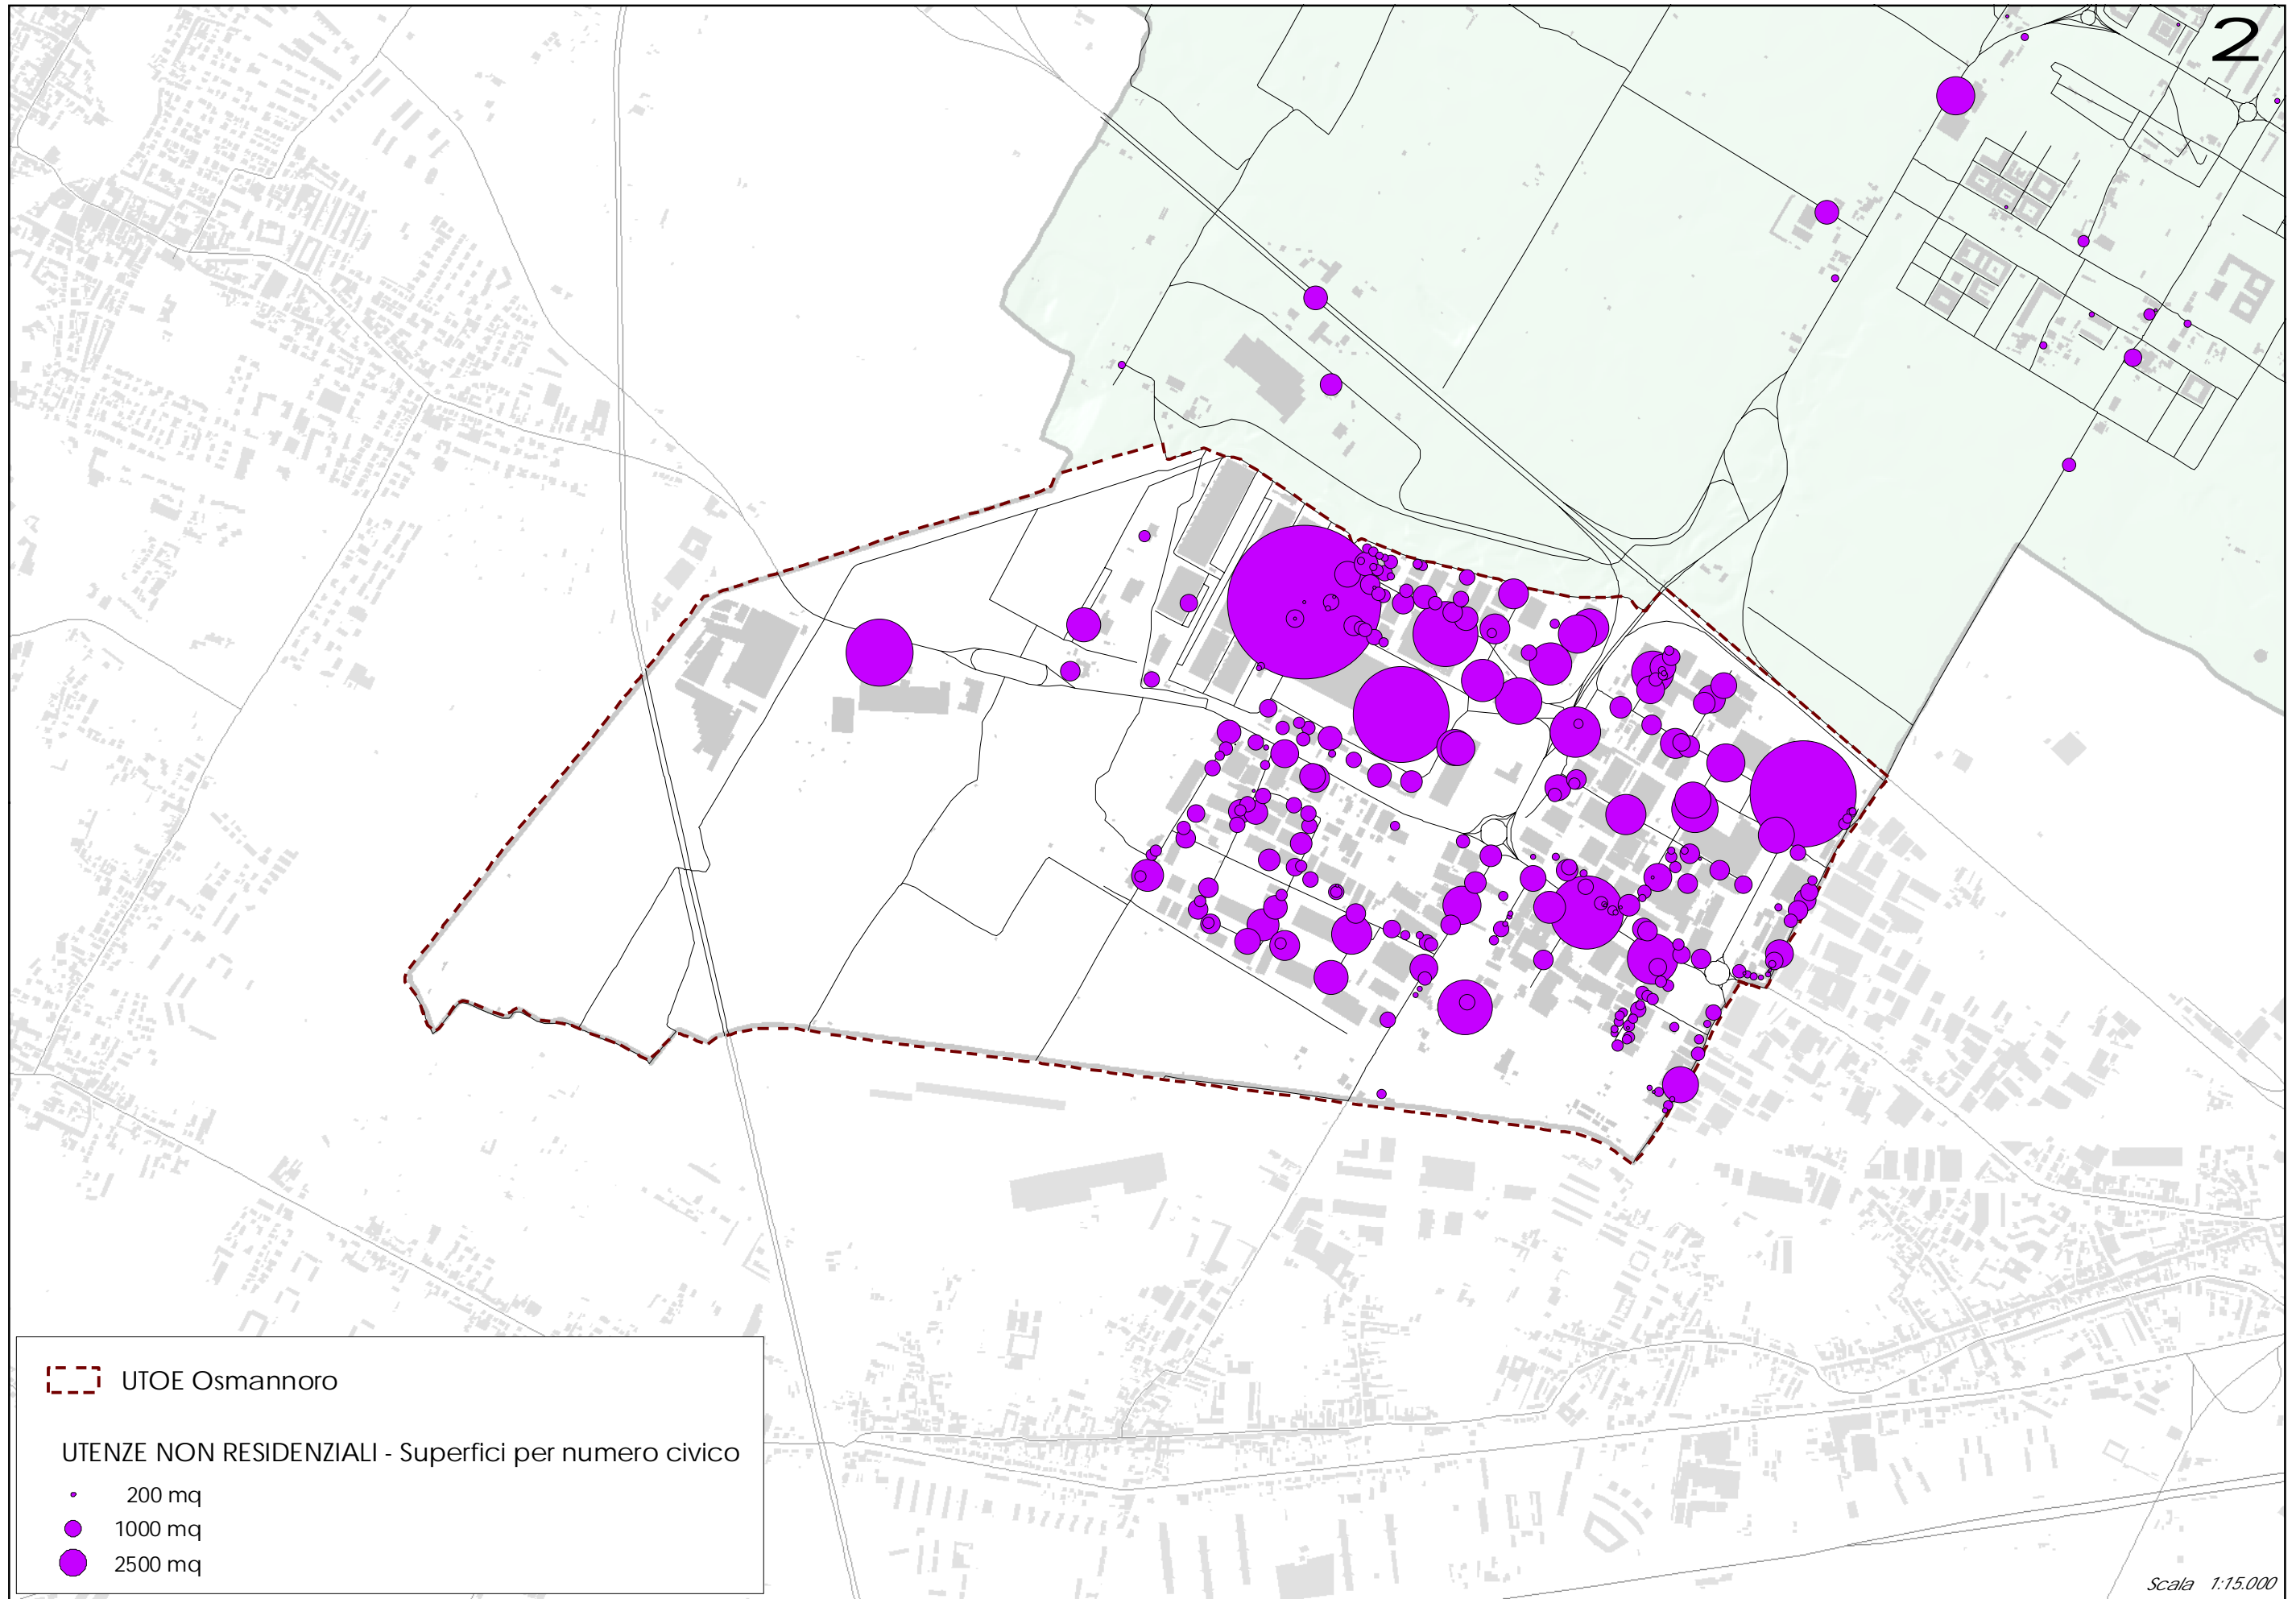 2
UTOE Osmannoro
UTENZE NON RESIDENZIALI - Superfici per numero civico
200 mq
1000 mq
2500 mq
Scala 1:15.000